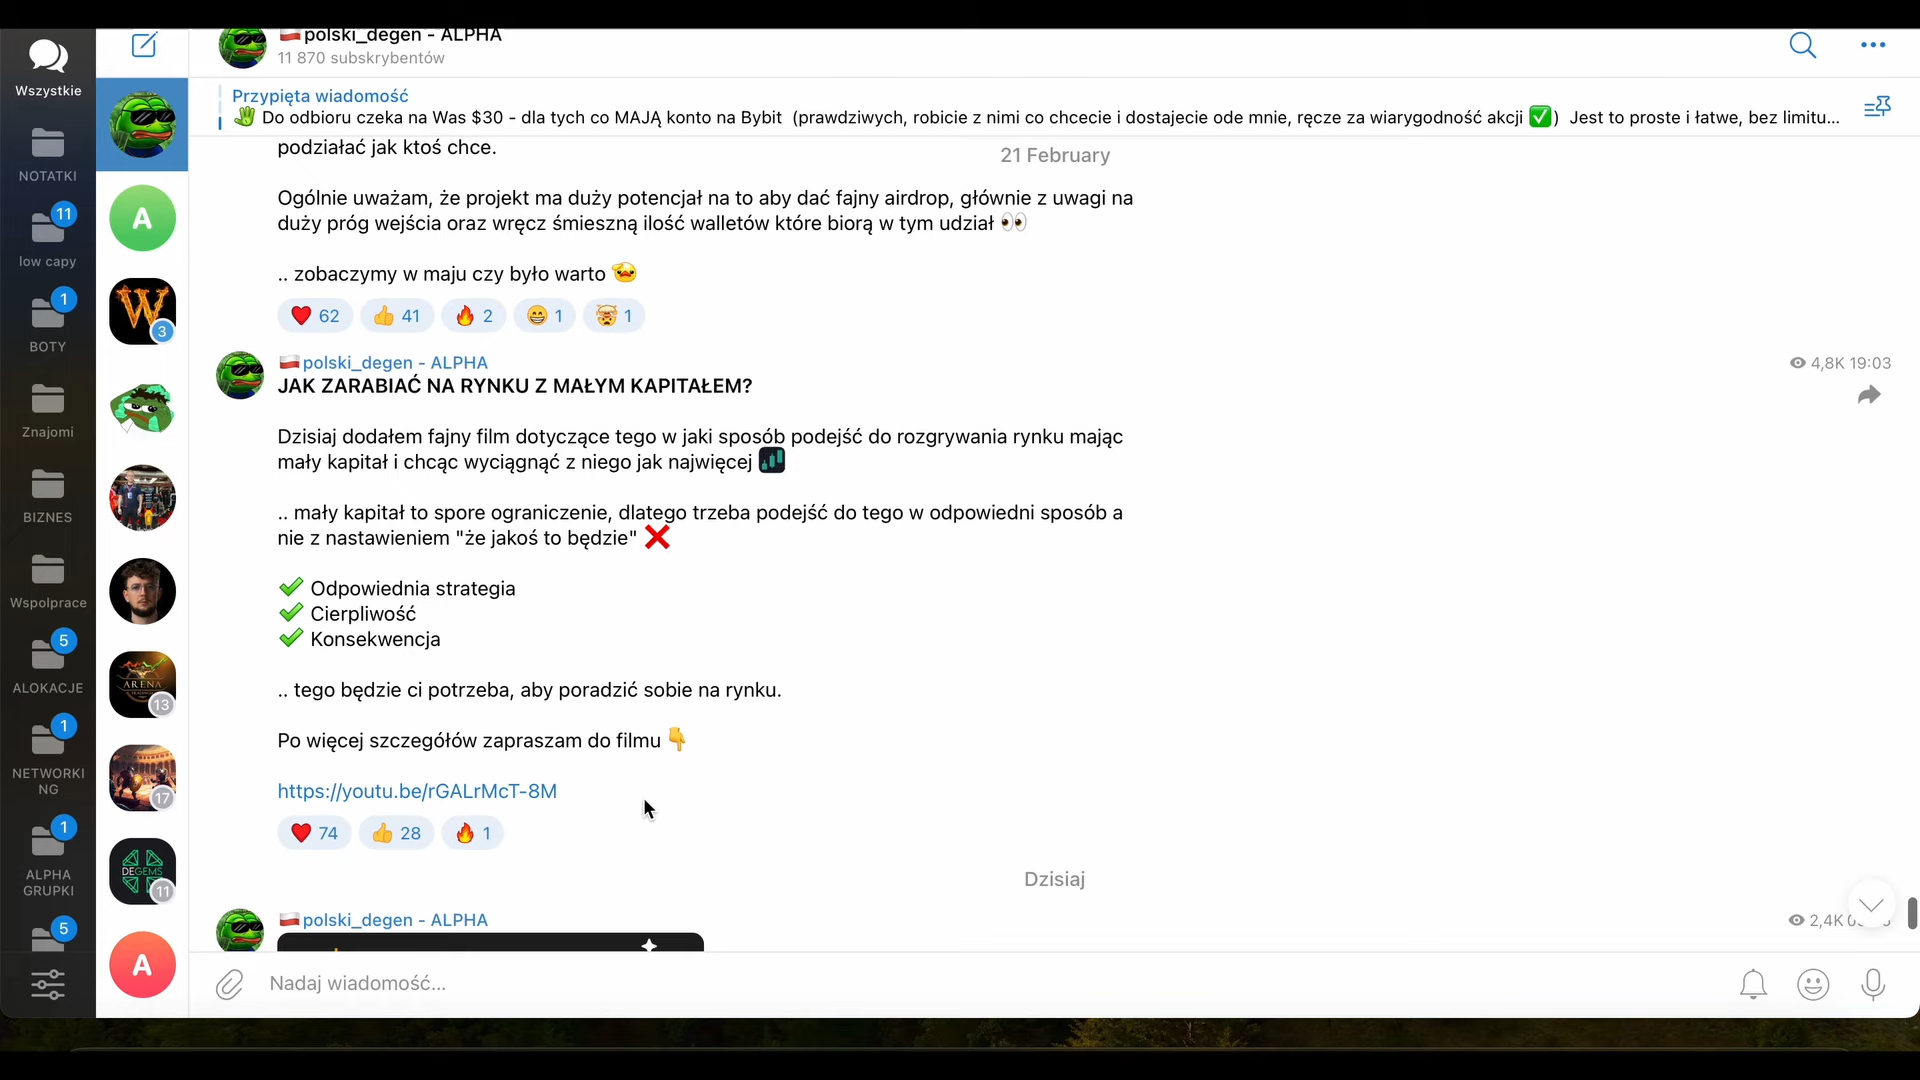 polski_degen - ALPHA
11 870 subskrybentów
Wszystkie
NOTATKI
11
low capy
1
BOTY
Znajomi
BIZNES
Wspolprace
5
ALOKACJE
1
NETWORKI
NG
1
ALPHA
GRUPKI
5
A
W
3
ARENA
13
17
DEGEMS
11
A
Przypięta wiadomość
Do odbioru czeka na Was $30 - dla tych co MAJĄ konto na Bybit (prawdziwych, robicie z nimi co chcecie i dostajecie ode mnie, ręcze za wiarygodność akcji ✅) Jest to proste i łatwe, bez limitu...
podziałać jak ktoś chce.
21 February
Ogólnie uważam, że projekt ma duży potencjał na to aby dać fajny airdrop, głównie z uwagi na
duży próg wejścia oraz wręcz śmieszną ilość walletów które biorą w tym udział 👀
.. zobaczymy w maju czy było warto
❤️ 62 👍 41 🔥 2 😁 1 🤯 1
polski_degen - ALPHA
4,8K 19:03
JAK ZARABIAĆ NA RYNKU Z MAŁYM KAPITAŁEM?
Dzisiaj dodałem fajny film dotyczące tego w jaki sposób podejść do rozgrywania rynku mając
mały kapitał i chcąc wyciągnąć z niego jak najwięcej
.. mały kapitał to spore ograniczenie, dlatego trzeba podejść do tego w odpowiedni sposób a
nie z nastawieniem "że jakoś to będzie" ❌
✔ Odpowiednia strategia
✔ Cierpliwość
✔ Konsekwencja
.. tego będzie ci potrzeba, aby poradzić sobie na rynku.
Po więcej szczegółów zapraszam do filmu 👇
https://youtu.be/rGALrMcT-8M
❤️ 74 👍 28 🔥 1
Dzisiaj
polski_degen - ALPHA
2,4K
Nadaj wiadomość...